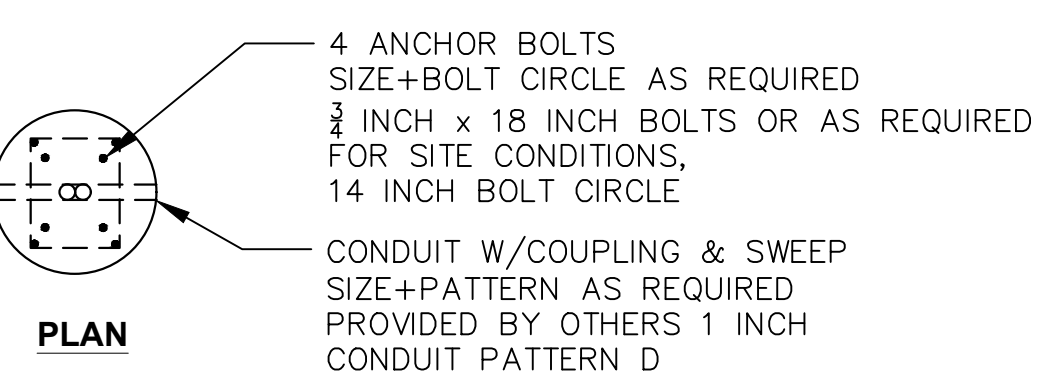 4 ANCHOR BOLTS
SIZE+BOLT CIRCLE AS REQUIRED
3/4 INCH x 18 INCH BOLTS OR AS REQUIRED
FOR SITE CONDITIONS,
14 INCH BOLT CIRCLE
CONDUIT W/COUPLING & SWEEP
SIZE+PATTERN AS REQUIRED
PROVIDED BY OTHERS 1 INCH
CONDUIT PATTERN D
PLAN